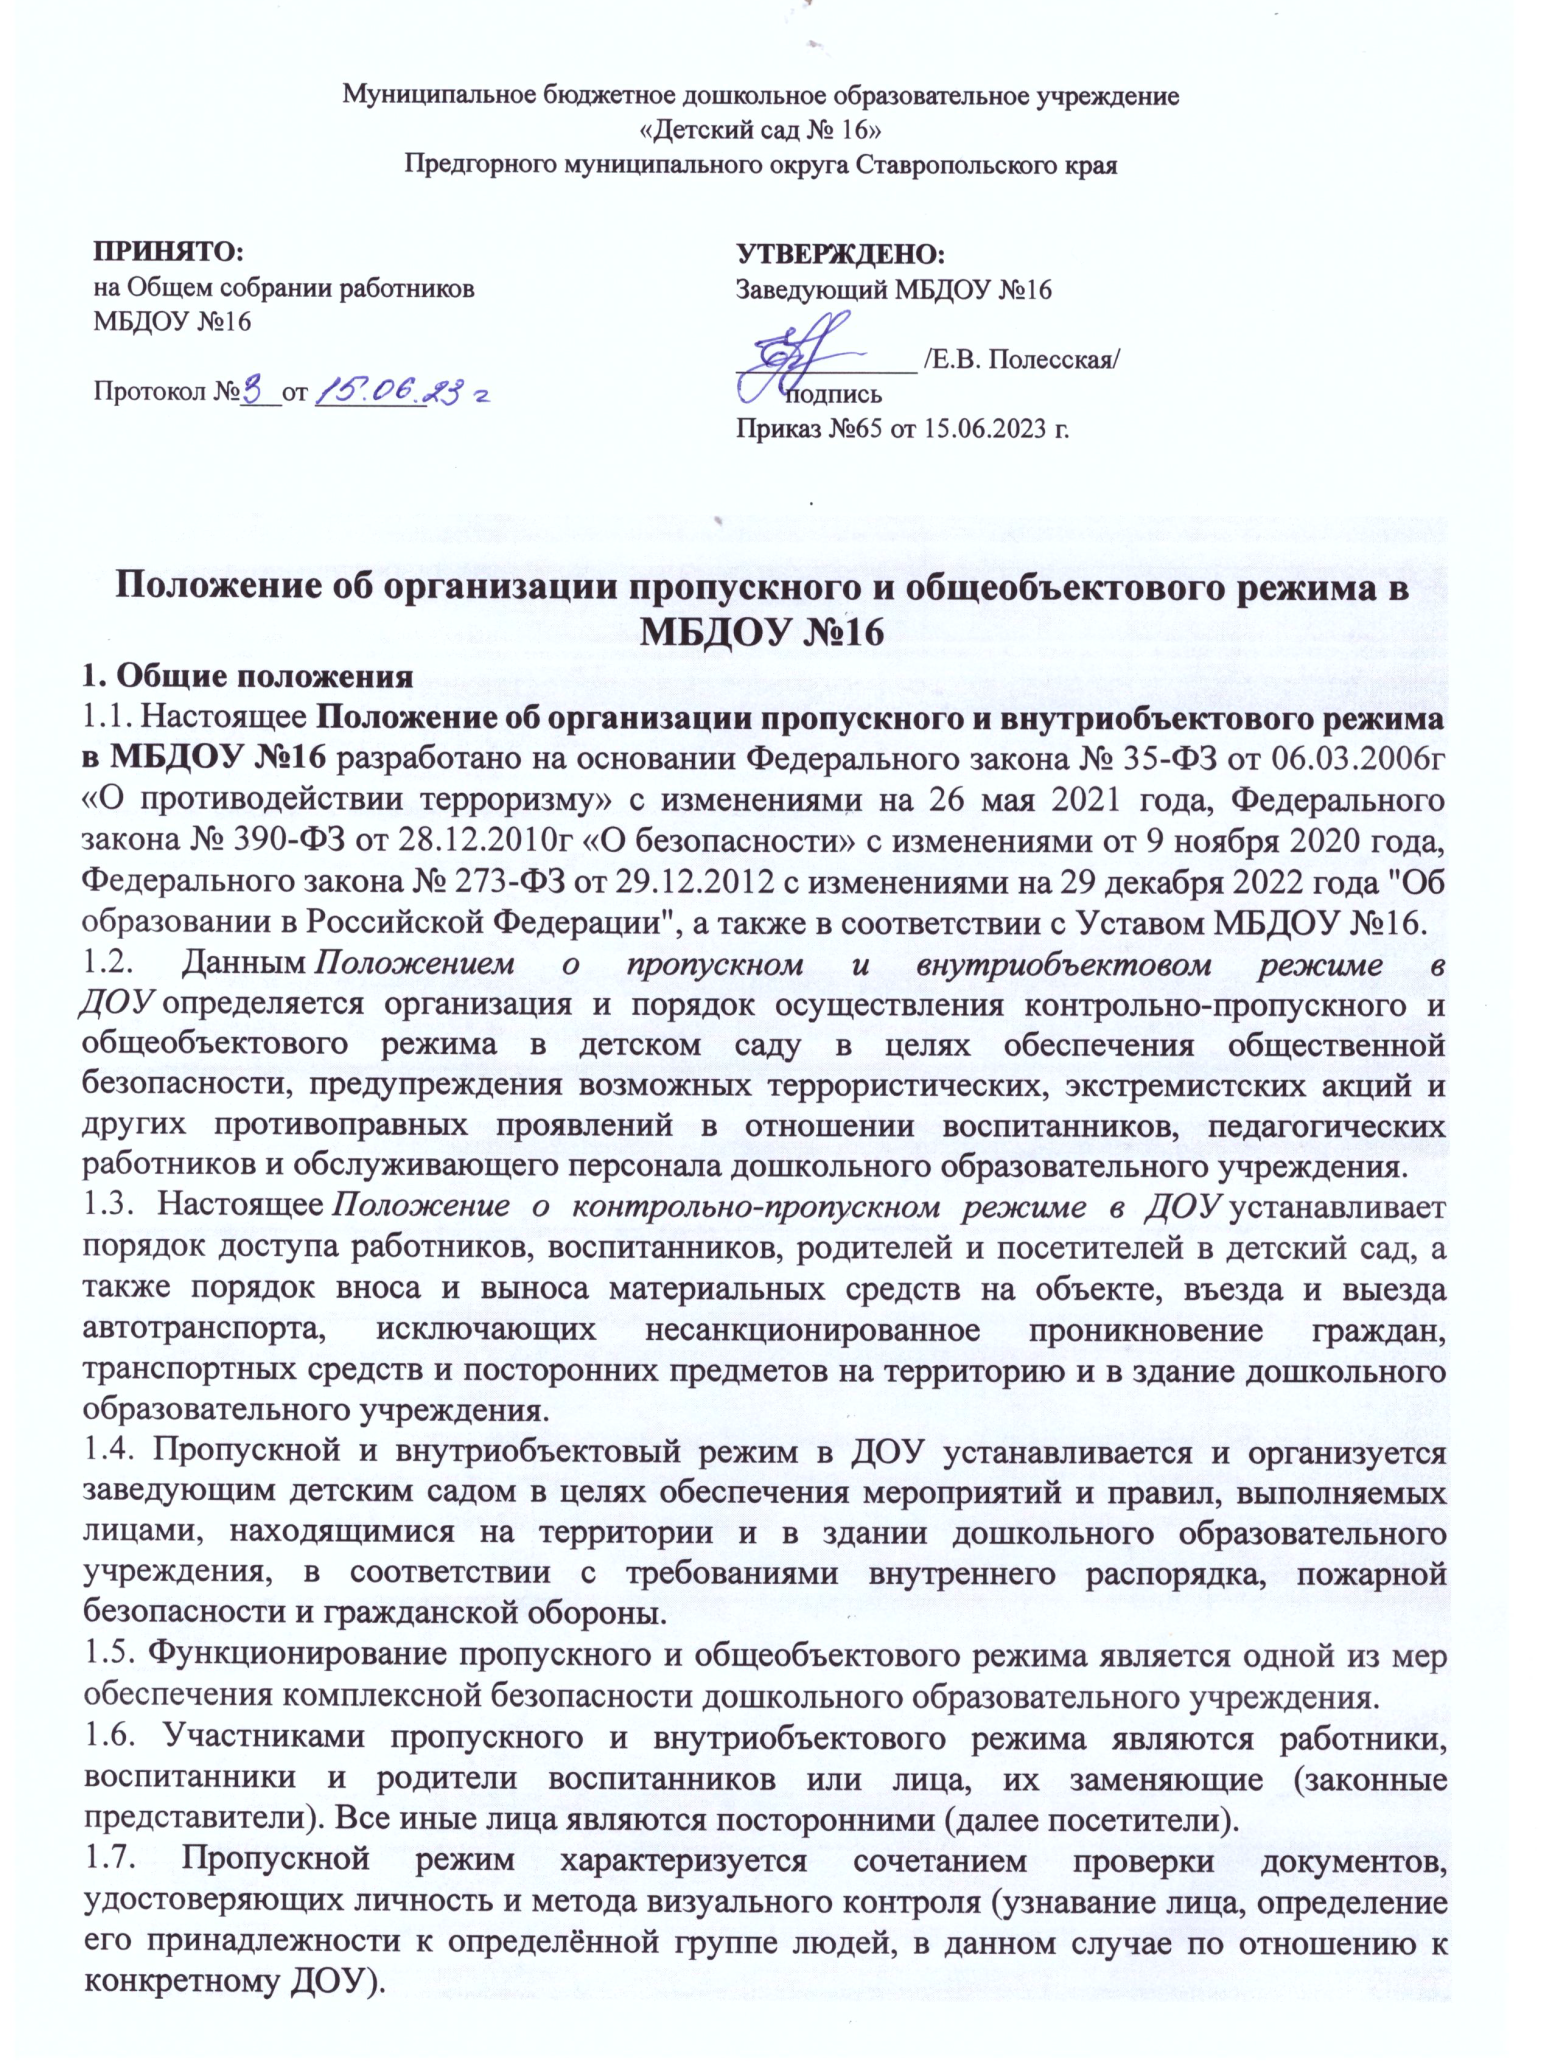 Муниципальное бюджетное дошкольное образовательное учреждение
«Детский сад № 16»
Предгорного муниципального округа Ставропольского края
ПРИНЯТО:
на Общем собрании работников
МБДОУ №16
Протокол № 3 от 15.06.23 г
УТВЕРЖДЕНО:
Заведующий МБДОУ №16
/Е.В. Полесская/
подпись
Приказ №65 от 15.06.2023 г.
Положение об организации пропускного и общеобъектового режима в
МБДОУ №16
1. Общие положения
1.1. Настоящее Положение об организации пропускного и внутриобъектового режима
в МБДОУ №16 разработано на основании Федерального закона № 35-ФЗ от 06.03.2006г
«О противодействии терроризму» с изменениями на 26 мая 2021 года, Федерального
закона № 390-ФЗ от 28.12.2010г «О безопасности» с изменениями от 9 ноября 2020 года,
Федерального закона № 273-ФЗ от 29.12.2012 с изменениями на 29 декабря 2022 года "Об
образовании в Российской Федерации", а также в соответствии с Уставом МБДОУ №16.
1.2. Данным Положением о пропускном и внутриобъектовом режиме в
ДОУ определяется организация и порядок осуществления контрольно-пропускного и
общеобъектового режима в детском саду в целях обеспечения общественной
безопасности, предупреждения возможных террористических, экстремистских акций и
других противоправных проявлений в отношении воспитанников, педагогических
работников и обслуживающего персонала дошкольного образовательного учреждения.
1.3. Настоящее Положение о контрольно-пропускном режиме в ДОУ устанавливает
порядок доступа работников, воспитанников, родителей и посетителей в детский сад, а
также порядок вноса и выноса материальных средств на объекте, въезда и выезда
автотранспорта, исключающих несанкционированное проникновение граждан,
транспортных средств и посторонних предметов на территорию и в здание дошкольного
образовательного учреждения.
1.4. Пропускной и внутриобъектовый режим в ДОУ устанавливается и организуется
заведующим детским садом в целях обеспечения мероприятий и правил, выполняемых
лицами, находящимися на территории и в здании дошкольного образовательного
учреждения, в соответствии с требованиями внутреннего распорядка, пожарной
безопасности и гражданской обороны.
1.5. Функционирование пропускного и общеобъектового режима является одной из мер
обеспечения комплексной безопасности дошкольного образовательного учреждения.
1.6. Участниками пропускного и внутриобъектового режима являются работники,
воспитанники и родители воспитанников или лица, их заменяющие (законные
представители). Все иные лица являются посторонними (далее посетители).
1.7. Пропускной режим характеризуется сочетанием проверки документов,
удостоверяющих личность и метода визуального контроля (узнавание лица, определение
его принадлежности к определённой группе людей, в данном случае по отношению к
конкретному ДОУ).